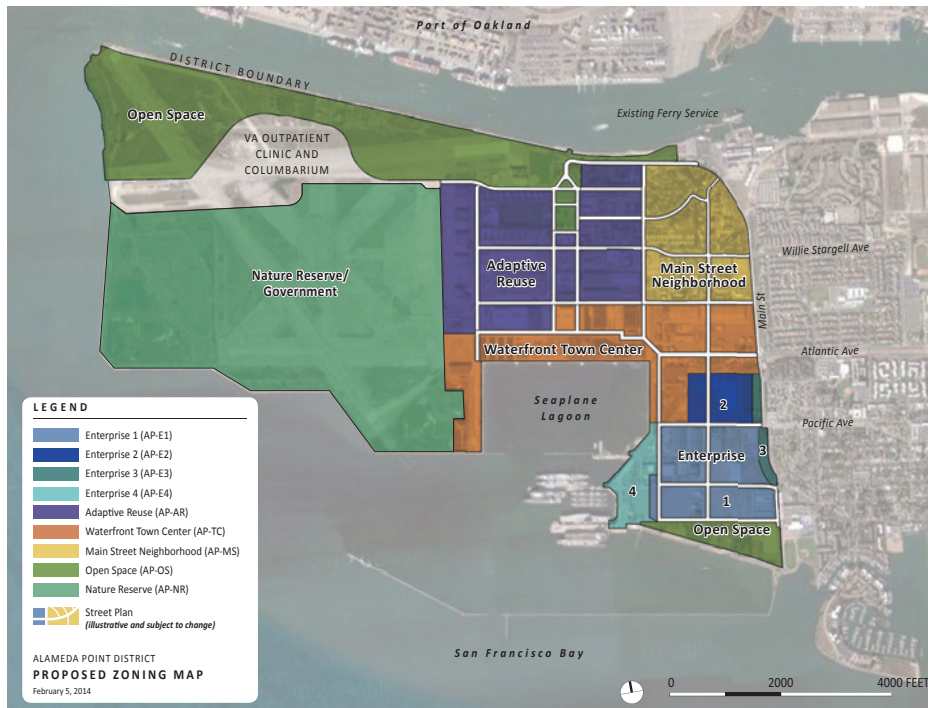 Port of Oakland
DISTRICT BOUNDARY
Open Space
Existing Ferry Service
VA OUTPATIENT
CLINIC AND
COLUMBARIUM
Willie Stargell Ave
Nature Reserve/
Government
Adaptive
Reuse
Main Street
Neighborhood
Main St
Waterfront Town Center
Atlantic Ave
Seaplane
Lagoon
2
Pacific Ave
Enterprise
3
4
1
Open Space
LEGEND
Enterprise 1 (AP-E1)
Enterprise 2 (AP-E2)
Enterprise 3 (AP-E3)
Enterprise 4 (AP-E4)
Adaptive Reuse (AP-AR)
Waterfront Town Center (AP-TC)
Main Street Neighborhood (AP-MS)
Open Space (AP-OS)
Nature Reserve (AP-NR)
Street Plan
(illustrative and subject to change)
ALAMEDA POINT DISTRICT
PROPOSED ZONING MAP
February 5, 2014
San Francisco Bay
0 2000 4000 FEET